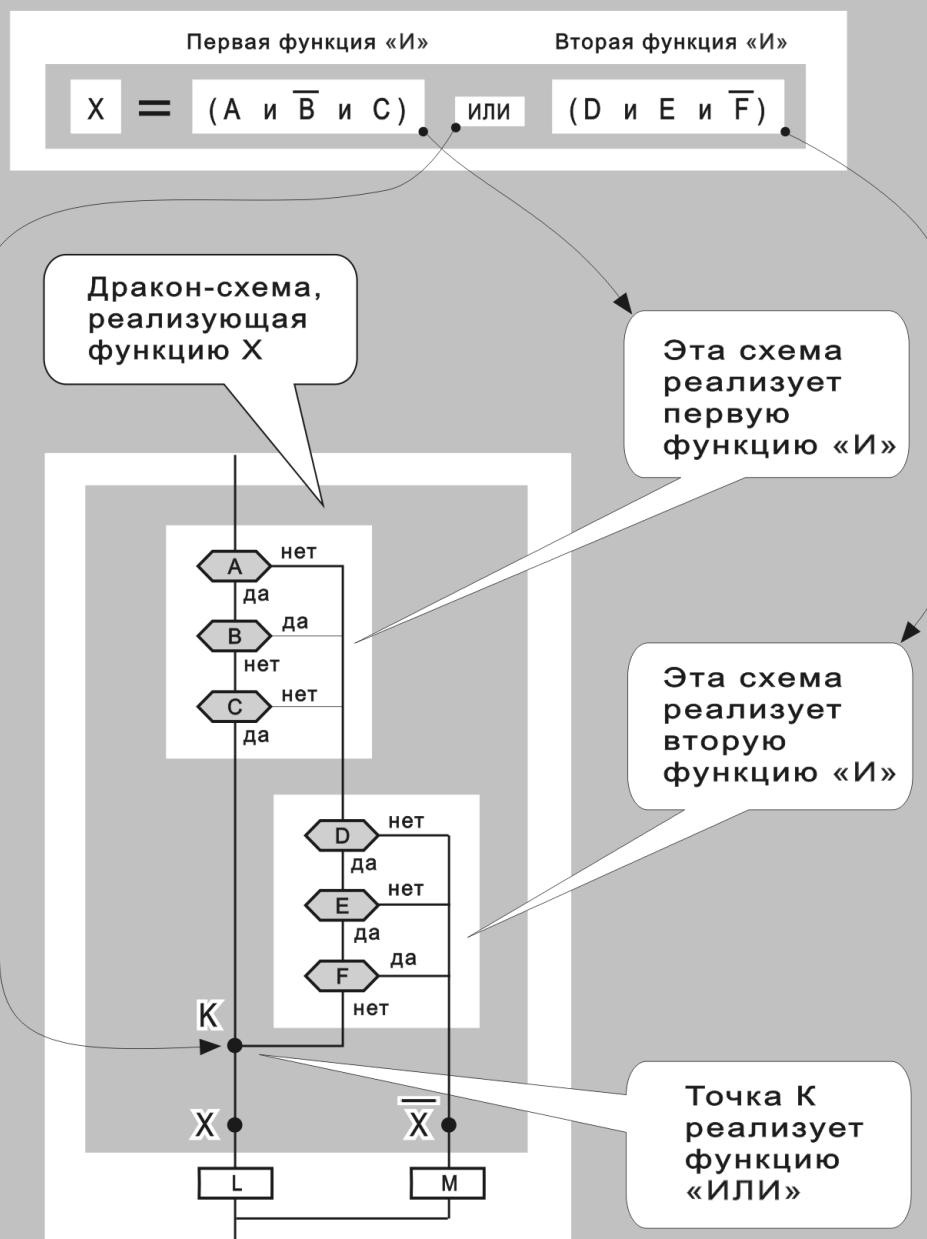 Первая функция «И» Вторая функция «И»
X = (A и B̅ и C) или (D и E и F̅)
Дракон-схема,
реализующая
функцию X
Эта схема
реализует
первую
функцию «И»
нет
A
да
да
B
нет
нет
C
да
Эта схема
реализует
вторую
функцию «И»
нет
D
да
нет
E
да
да
F
нет
K
X X̅
Точка К
реализует
функцию
«ИЛИ»
L M